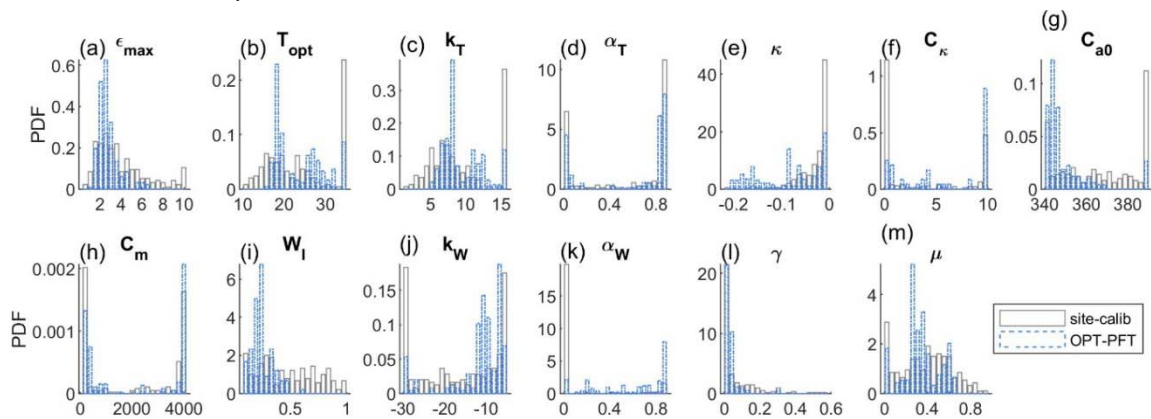 (a) ϵmax
(b) Topt
(c) kT
(d) αT
(e) κ
(f) Cκ
(g) Ca0
PDF
0.6
0.4
0.2
0
2 4 6 8 10
0.2
0.1
0
10 20 30
0.3
0.2
0.1
0
5 10 15
10
5
0
0 0.4 0.8
40
20
0
-0.2 -0.1 0
1
0.5
0
0 5 10
0.1
0.05
0
340 360 380
(h) Cm
(i) WI
(j) kW
(k) αW
(l) γ
(m) μ
PDF
0.002
0.001
0
0 2000 4000
6
4
2
0
0.5 1
0.15
0.1
0.05
0
-30 -20 -10
15
10
5
0
0 0.4 0.8
20
10
0
0 0.2 0.4 0.6
4
2
0
0 0.4 0.8
site-calib
OPT-PFT